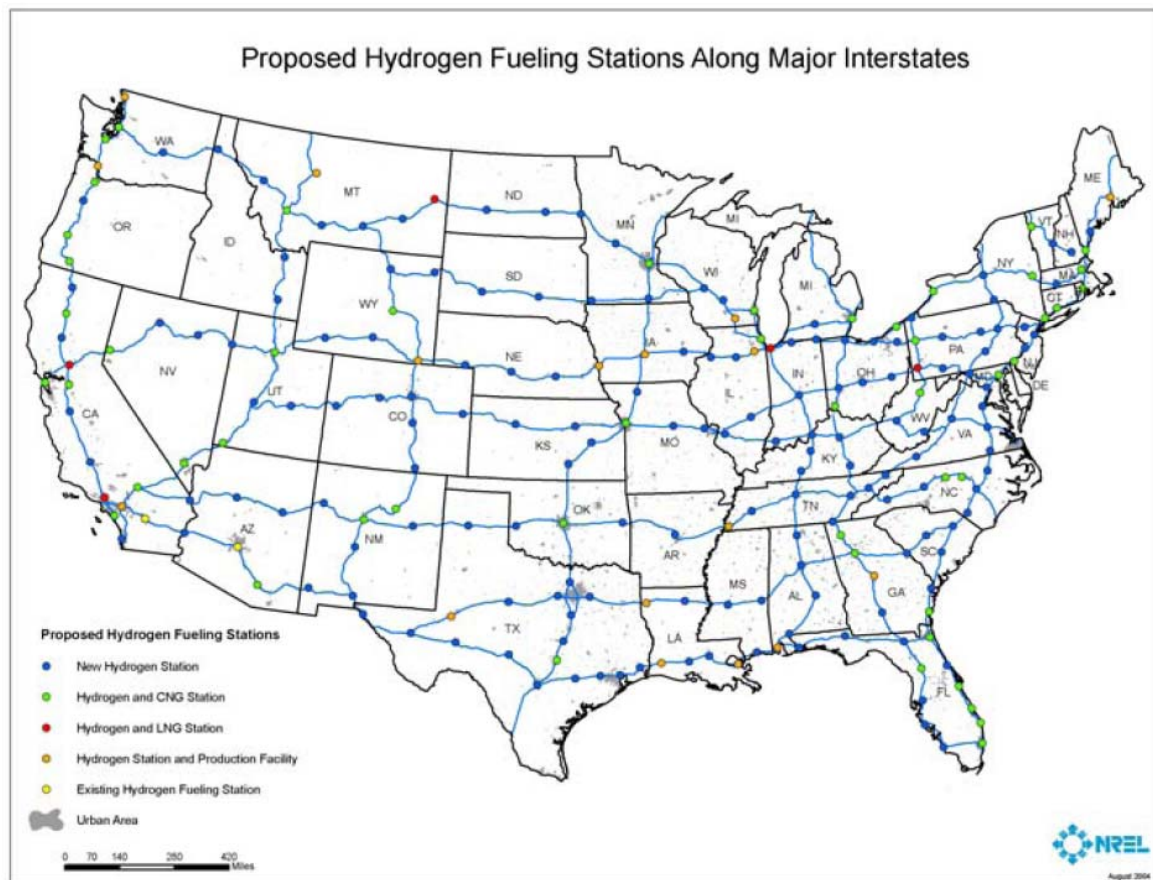 Proposed Hydrogen Fueling Stations Along Major Interstates
WA
MT
ND
MN
MI
ME
VT
NH
OR
ID
SD
WI
MI
NY
MA
CT
WY
IA
NE
PA
NJ
NV
UT
CO
IL
IN
OH
MD
DE
CA
KS
MO
WV
VA
KY
AZ
NM
OK
AR
TN
NC
SC
TX
LA
MS
AL
GA
FL
Proposed Hydrogen Fueling Stations
New Hydrogen Station
Hydrogen and CNG Station
Hydrogen and LNG Station
Hydrogen Station and Production Facility
Existing Hydrogen Fueling Station
Urban Area
0 70 140 280 420
Miles
NREL
August 2004